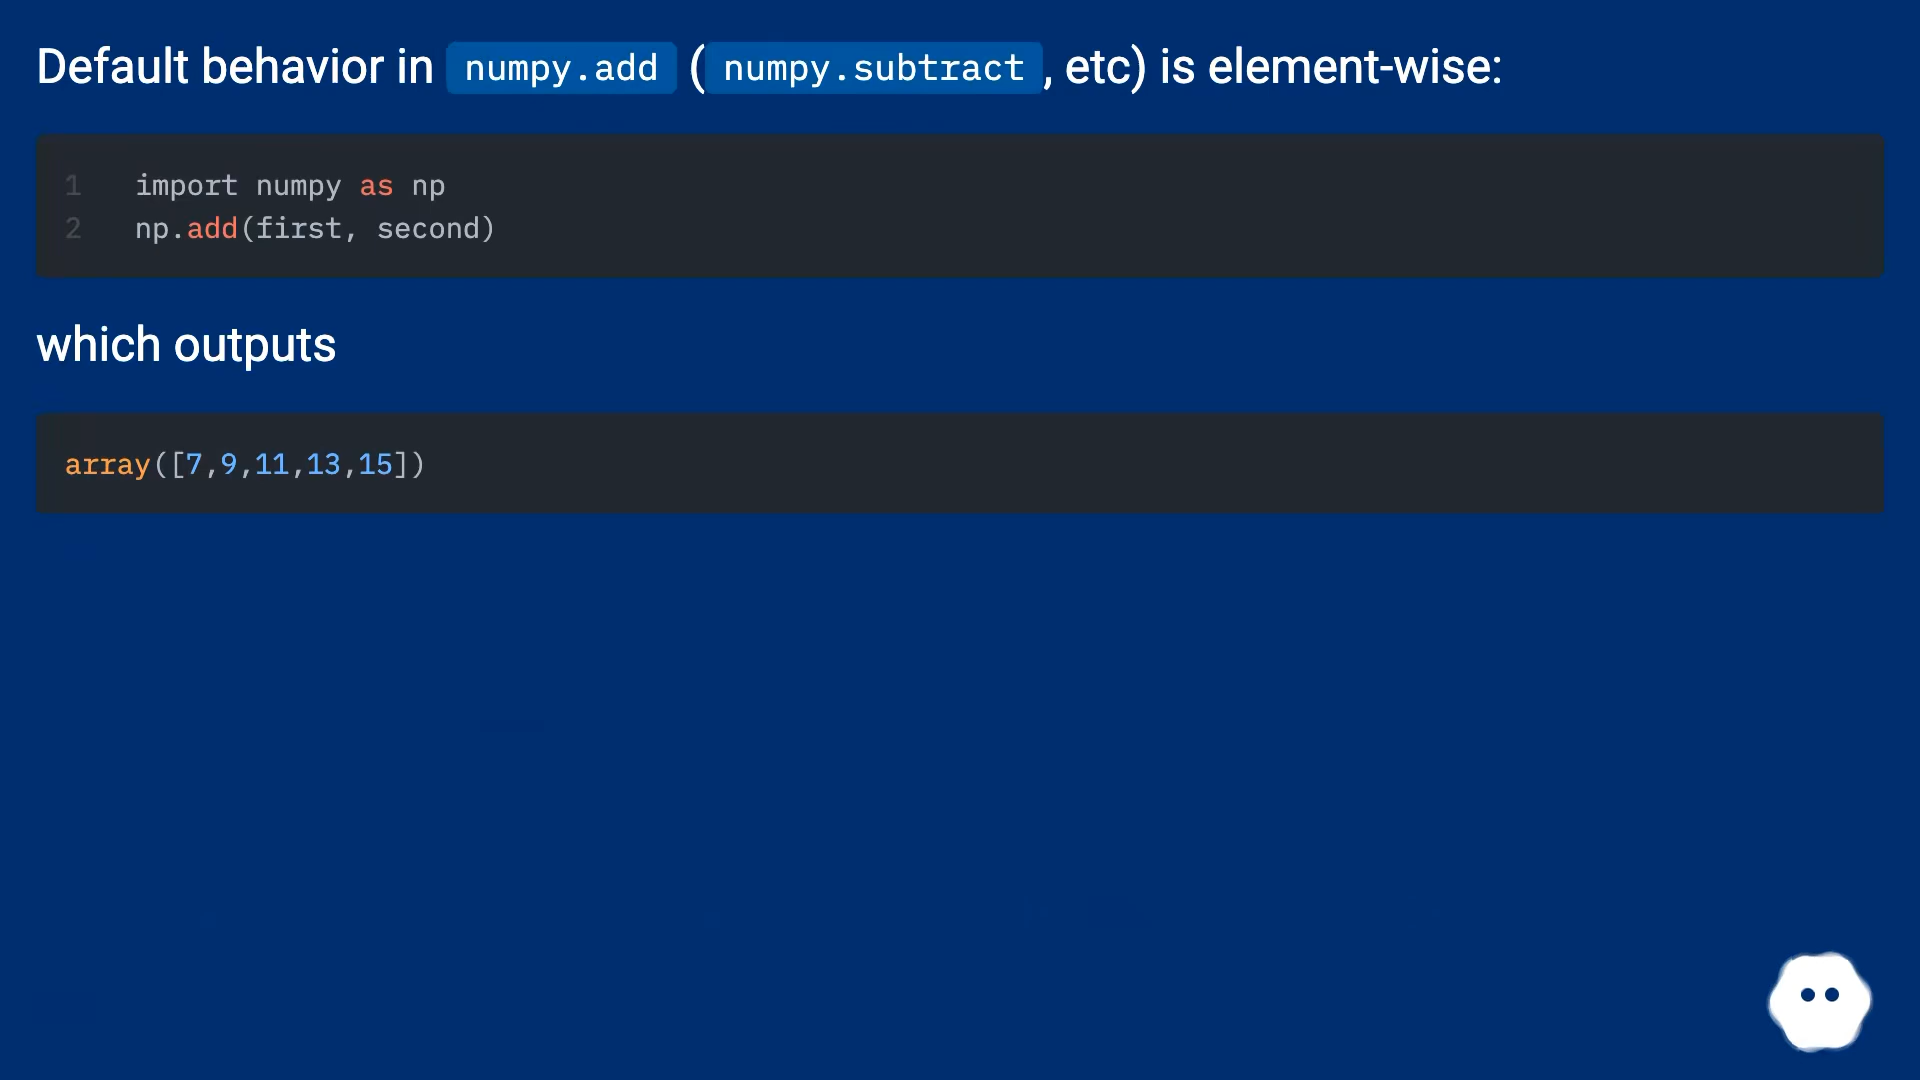 Default behavior in numpy.add (numpy.subtract, etc) is element-wise:
1 import numpy as np
2 np.add(first, second)
which outputs
array([7,9,11,13,15])